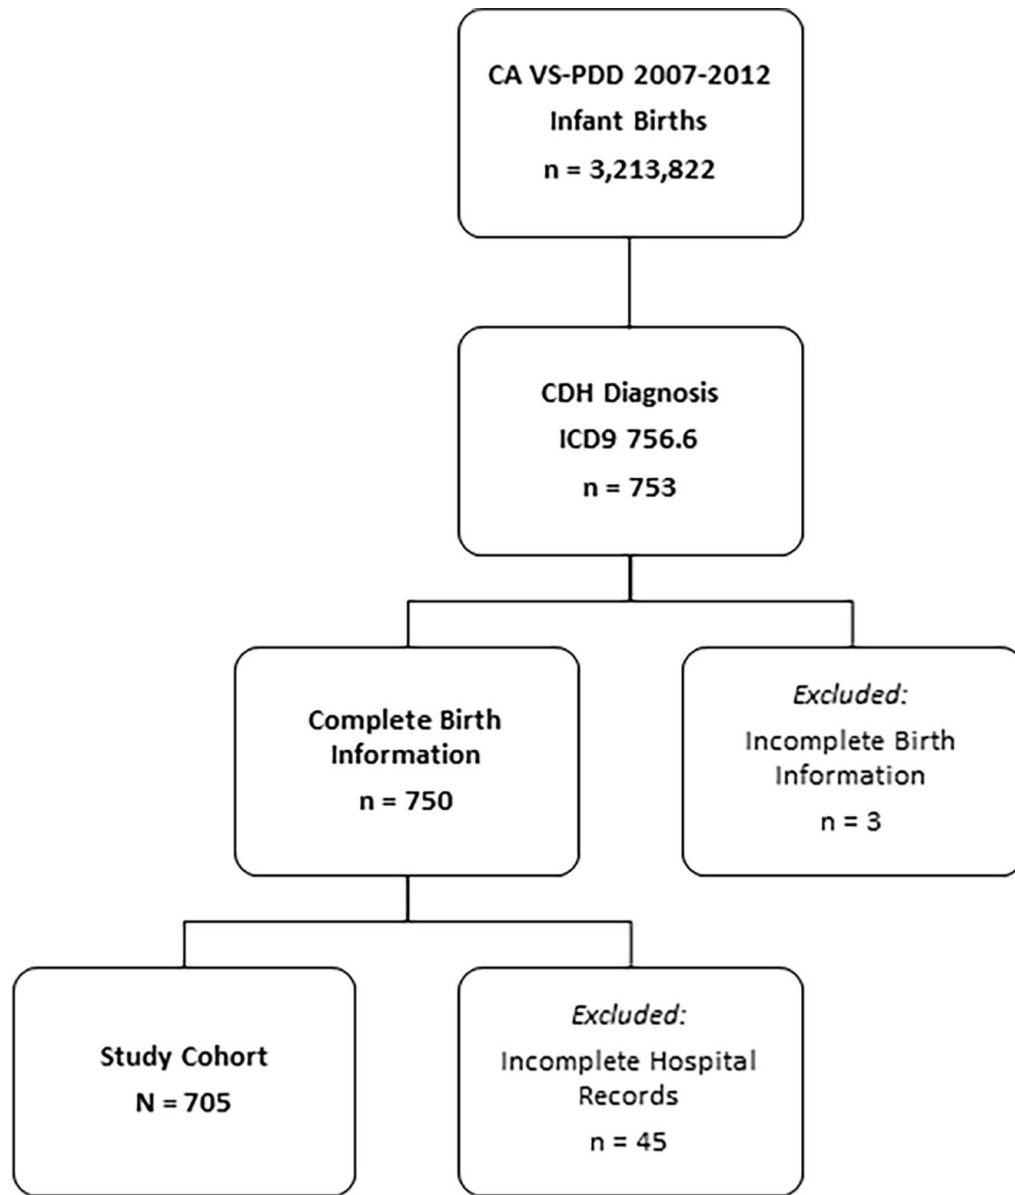 CA VS-PDD 2007-2012
Infant Births
n = 3,213,822
CDH Diagnosis
ICD9 756.6
n = 753
Complete Birth
Information
n = 750
Excluded:
Incomplete Birth
Information
n = 3
Study Cohort
N = 705
Excluded:
Incomplete Hospital
Records
n = 45